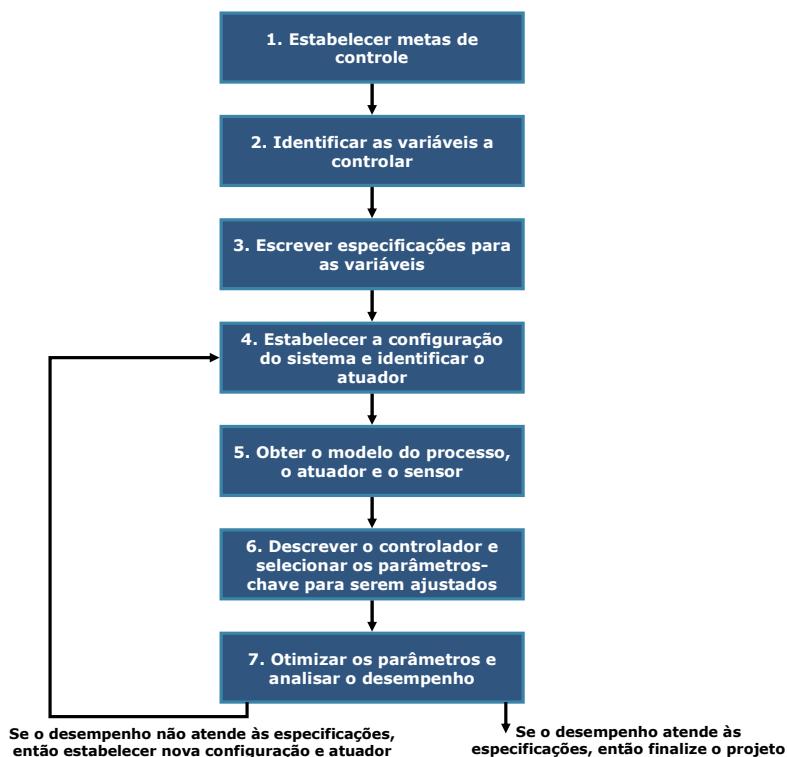 1. Estabelecer metas de
controle
2. Identificar as variáveis a
controlar
3. Escrever especificações para
as variáveis
4. Estabelecer a configuração
do sistema e identificar o
atuador
5. Obter o modelo do processo,
o atuador e o sensor
6. Descrever o controlador e
selecionar os parâmetros-
chave para serem ajustados
7. Otimizar os parâmetros e
analisar o desempenho
Se o desempenho não atende às especificações,
então estabelecer nova configuração e atuador
Se o desempenho atende às
especificações, então finalize o projeto